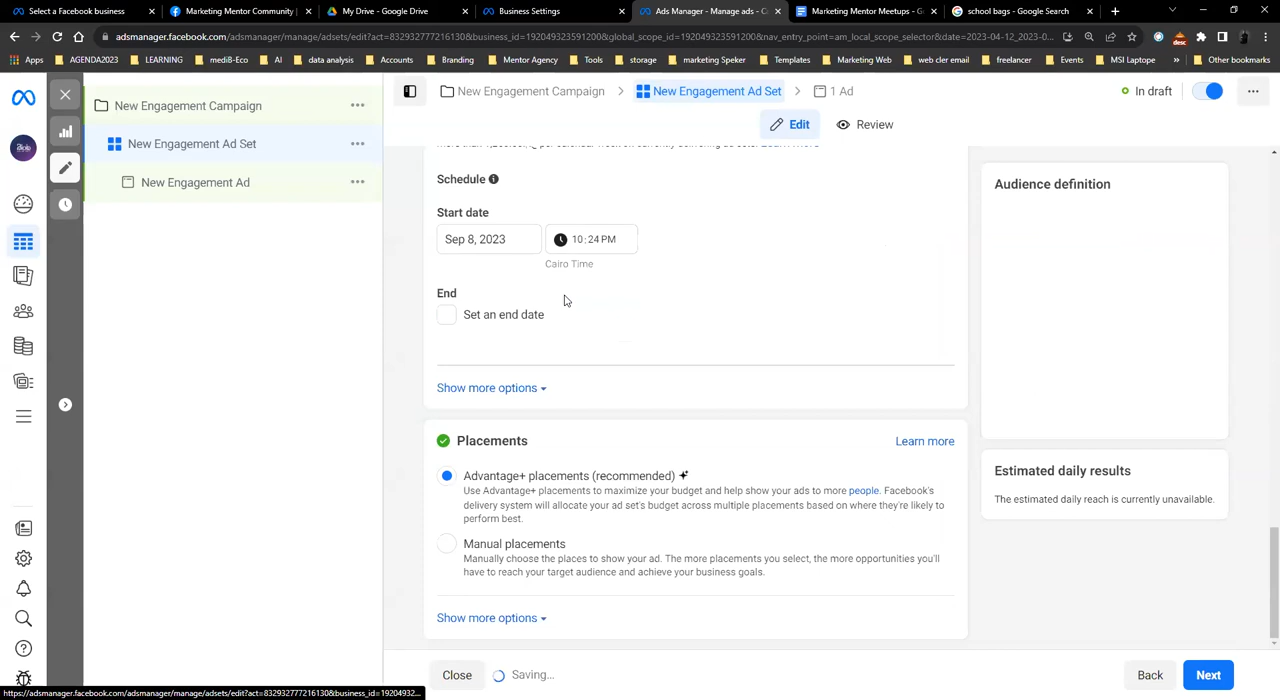 Select a Facebook business
Marketing Mentor Community |
My Drive - Google Drive
Business Settings
Ads Manager - Manage ads - C
Marketing Mentor Meetups - G
school bags - Google Search
adsmanager.facebook.com/adsmanager/manage/adsets/edit?act=832932777216130&business_id=192049323591200&global_scope_id=192049323591200&nav_entry_point=am_local_scope_selector&date=2023-04-12_2023-0...
Apps
AGENDA2023
LEARNING
medi8-Eco
AI
data analysis
Accounts
Branding
Mentor Agency
Tools
storage
marketing Speker
Templates
Marketing Web
web cler email
freelancer
Events
MSI Laptope
»
Other bookmarks
New Engagement Campaign
New Engagement Ad Set
New Engagement Ad
New Engagement Campaign
New Engagement Ad Set
1 Ad
In draft
Edit
Review
Learn more
Schedule
Start date
Sep 8, 2023
10:24 PM
Cairo Time
End
Set an end date
Show more options
Placements
Learn more
Advantage+ placements (recommended)
Use Advantage+ placements to maximize your budget and help show your ads to more people. Facebook's
delivery system will allocate your ad set's budget across multiple placements based on where they're likely to
perform best.
Manual placements
Manually choose the places to show your ad. The more placements you select, the more opportunities you'll
have to reach your target audience and achieve your business goals.
Show more options
Audience definition
Estimated daily results
The estimated daily reach is currently unavailable.
Close
Saving...
Back
Next
https://adsmanager.facebook.com/adsmanager/manage/adsets/edit?act=832932777216130&business_id=19204932...